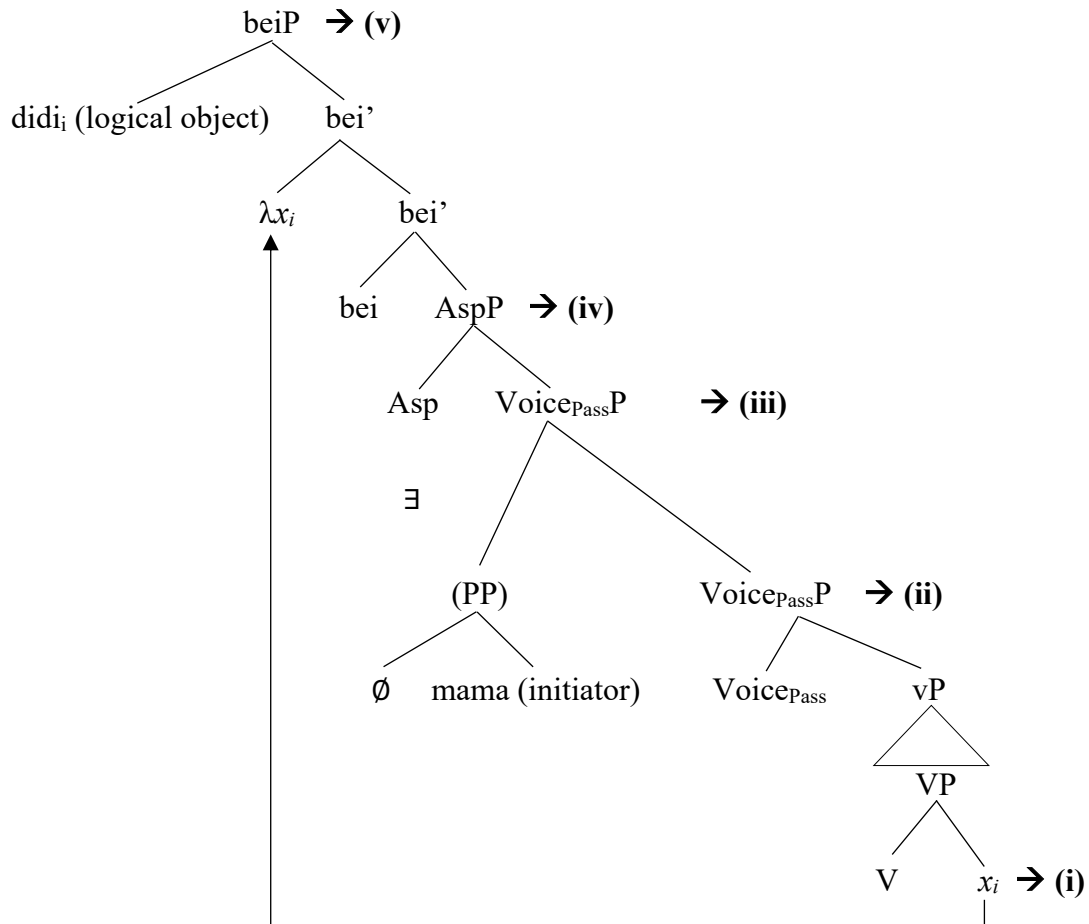 beiP → (v)
didiᵢ (logical object) bei’
λxᵢ bei’
bei AspP → (iv)
Asp VoicePassP → (iii)
∃
(PP) VoicePassP → (ii)
∅ mama (initiator) VoicePass vP
VP
V xᵢ → (i)